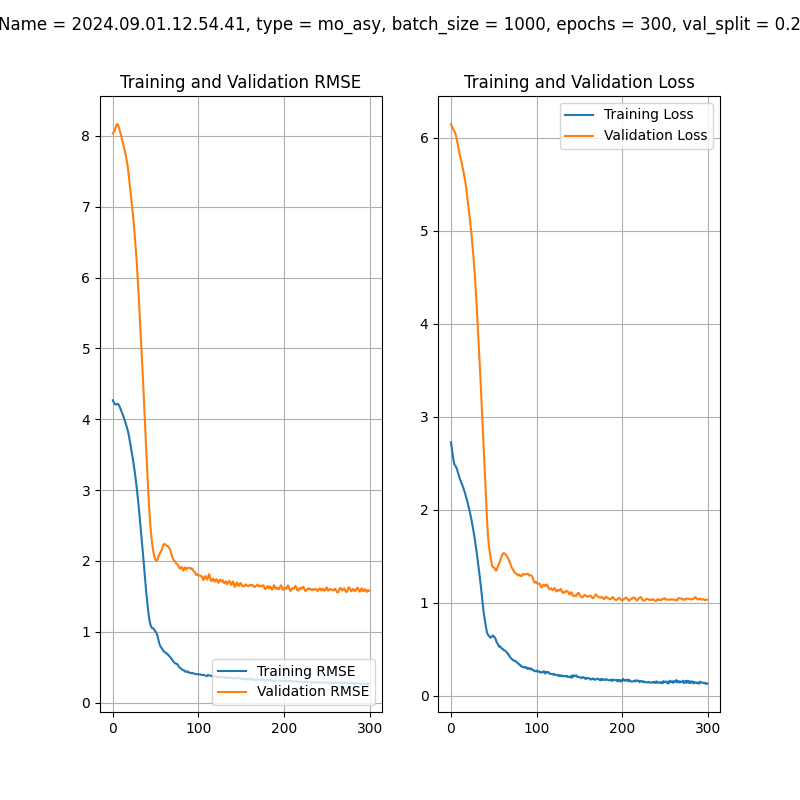 Name = 2024.09.01.12.54.41, type = mo_asy, batch_size = 1000, epochs = 300, val_split = 0.2
Training and Validation RMSE
8
7
6
5
4
3
2
1
0
0 100 200 300
Training RMSE
Validation RMSE
Training and Validation Loss
6
5
4
3
2
1
0
0 100 200 300
Training Loss
Validation Loss